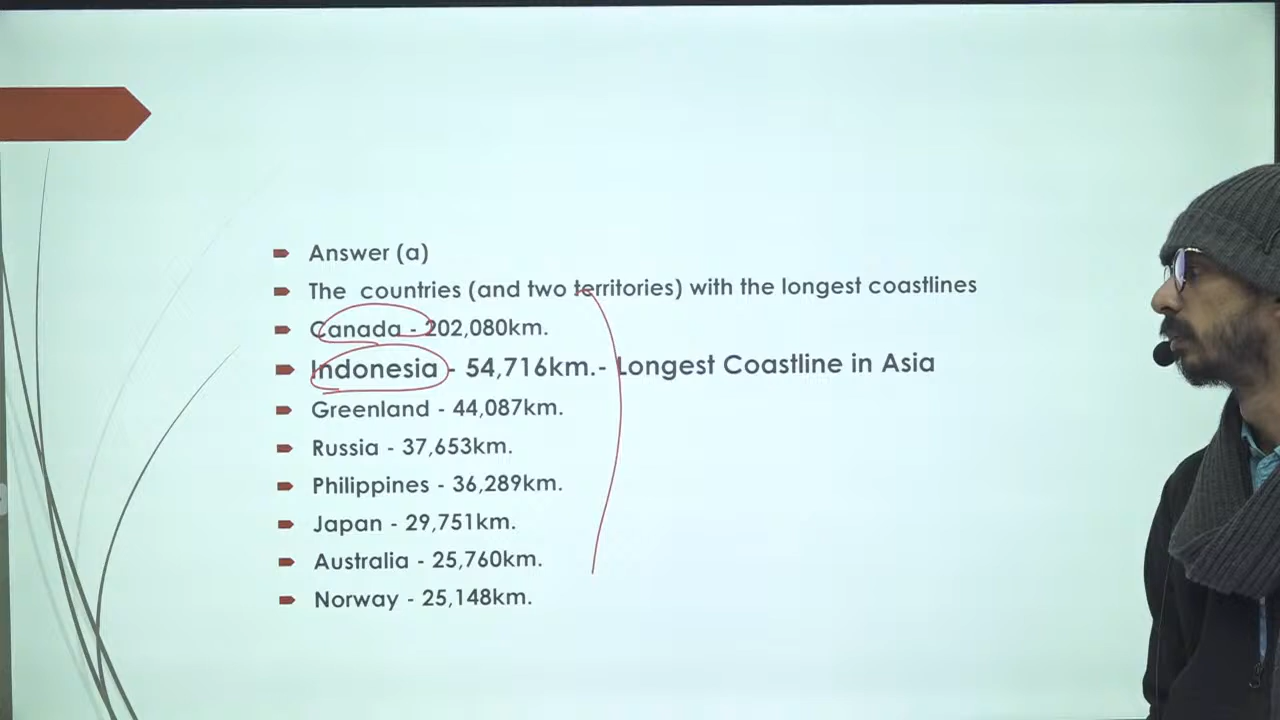 Answer (a)
The countries (and two territories) with the longest coastlines
Canada - 202,080km.
Indonesia - 54,716km.- Longest Coastline in Asia
Greenland - 44,087km.
Russia - 37,653km.
Philippines - 36,289km.
Japan - 29,751km.
Australia - 25,760km.
Norway - 25,148km.